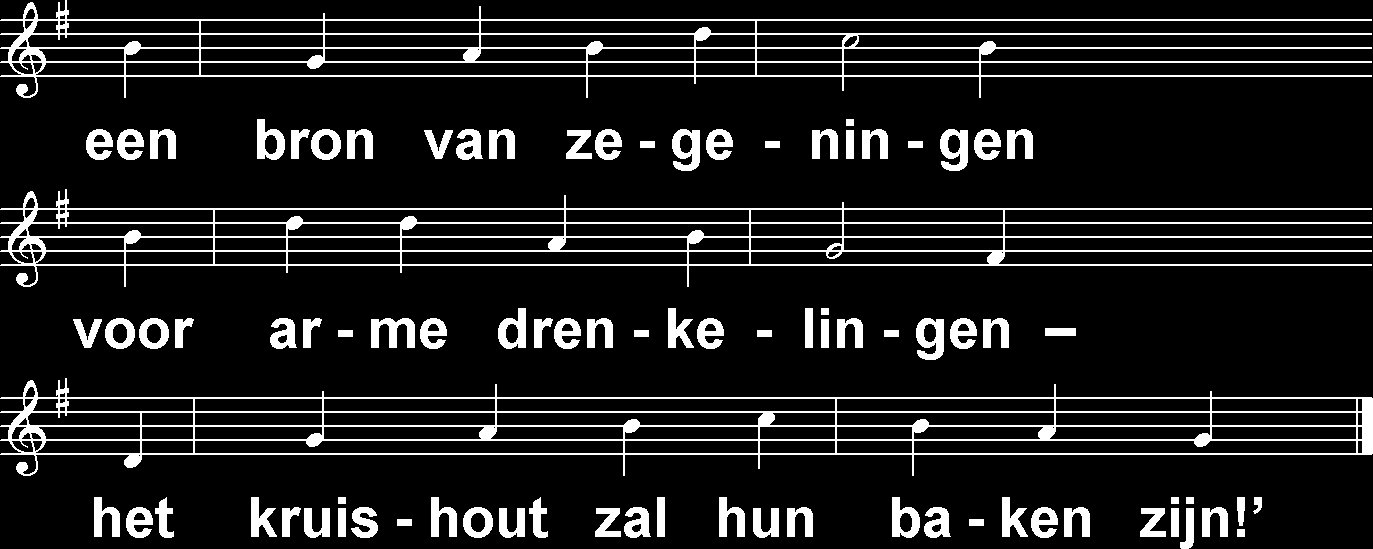 een bron van ze - ge - nin - gen
voor ar - me dren - ke - lin - gen –
het kruis - hout zal hun ba - ken zijn!’